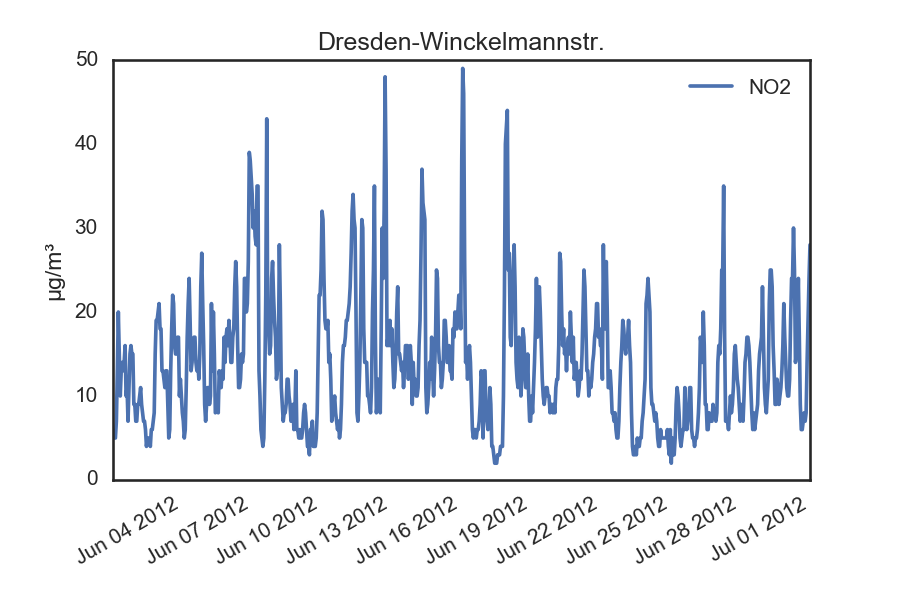 Dresden-Winckelmannstr.
50
40
30
20
10
0
µg/m³
NO2
Jun 04 2012
Jun 07 2012
Jun 10 2012
Jun 13 2012
Jun 16 2012
Jun 19 2012
Jun 22 2012
Jun 25 2012
Jun 28 2012
Jul 01 2012